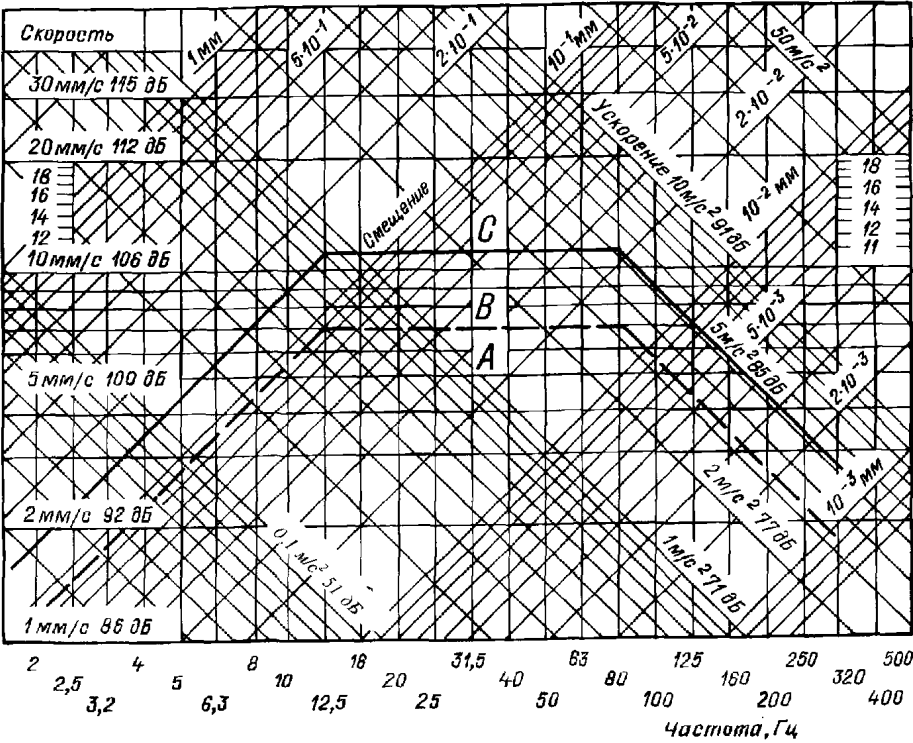 Скорость
1 мм
5·10⁻¹
2·10⁻¹
10⁻¹ мм
5·10⁻²
50 м/с²
2·10⁻²
30 мм/с 115 дБ
20 мм/с 112 дБ
18
16
14
12
10 мм/с 106 дБ
5 мм/с 100 дБ
2 мм/с 92 дБ
1 мм/с 86 дБ
Смещение
Ускорение 10 м/с² 91 дБ
10⁻² мм
18
16
14
12
11
C
B
A
5·10⁻³
5 м/с² 85 дБ
2·10⁻³
10⁻³ мм
2 м/с² 77 дБ
1 м/с² 71 дБ
0,1 м/с² 51 дБ
2 4 8 16 31,5 63 125 250 500
2,5 5 10 20 40 80 160 320
3,2 6,3 12,5 25 50 100 200 400
Частота, Гц